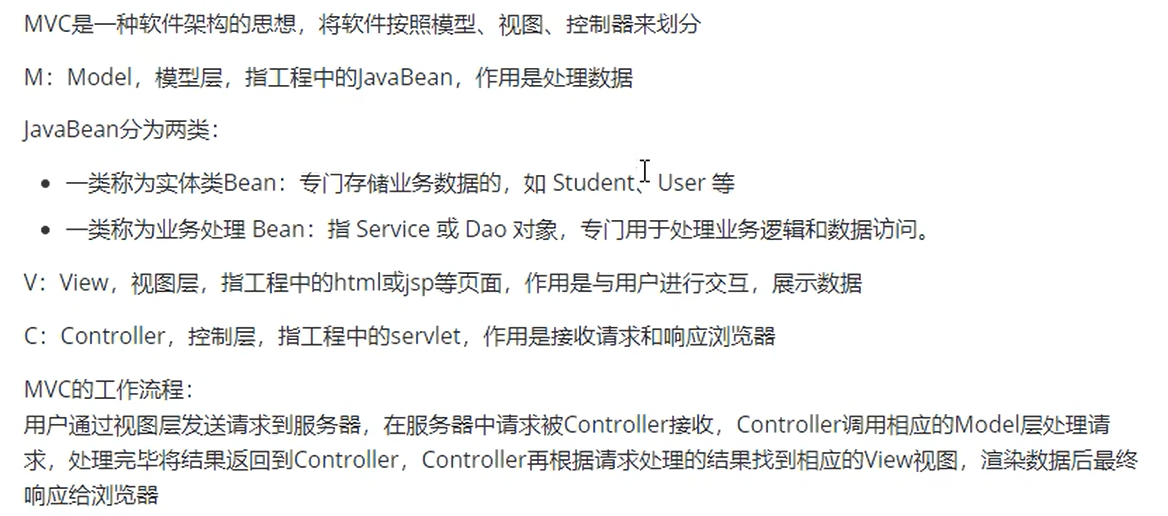 MVC是一种软件架构的思想，将软件按照模型、视图、控制器来划分
M：Model，模型层，指工程中的JavaBean，作用是处理数据
JavaBean分为两类：
一类称为实体类Bean：专门存储业务数据的，如 Student、User 等
一类称为业务处理 Bean：指 Service 或 Dao 对象，专门用于处理业务逻辑和数据访问。
V：View，视图层，指工程中的html或jsp等页面，作用是与用户进行交互，展示数据
C：Controller，控制层，指工程中的servlet，作用是接收请求和响应浏览器
MVC的工作流程：
用户通过视图层发送请求到服务器，在服务器中请求被Controller接收，Controller调用相应的Model层处理请
求，处理完毕将结果返回到Controller，Controller再根据请求处理的结果找到相应的View视图，渲染数据后最终
响应给浏览器